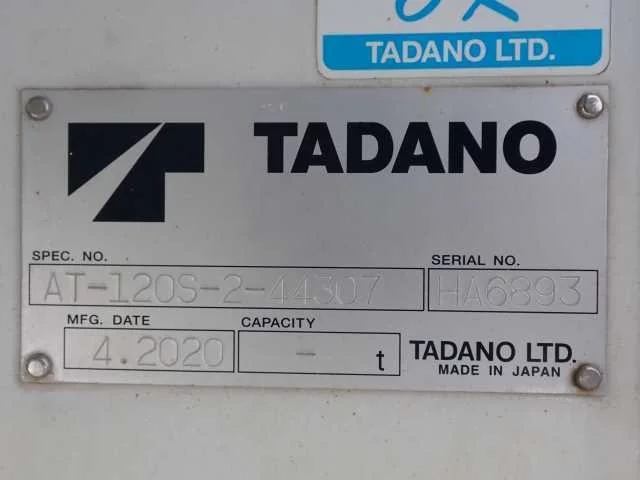 TADANO LTD.
TADANO
SPEC. NO.
SERIAL NO.
AT-120S-2-44307
HA6893
MFG. DATE
CAPACITY
4.2020
- t
TADANO LTD.
MADE IN JAPAN